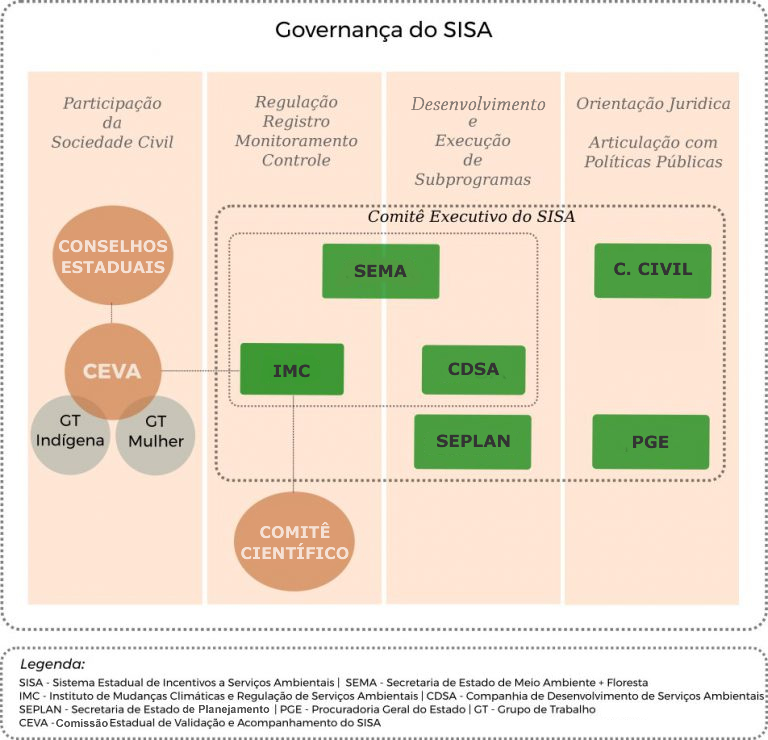 Governança do SISA
Participação
da
Sociedade Civil
Regulação
Registro
Monitoramento
Controle
Desenvolvimento
e
Execução
de
Subprogramas
Orientação Juridica
Articulação com
Políticas Públicas
Comitê Executivo do SISA
CONSELHOS
ESTADUAIS
SEMA
C. CIVIL
CEVA
IMC
CDSA
GT
Indígena
GT
Mulher
SEPLAN
PGE
COMITÊ
CIENTÍFICO
Legenda:
SISA - Sistema Estadual de Incentivos a Serviços Ambientais | SEMA - Secretaria de Estado de Meio Ambiente + Floresta
IMC - Instituto de Mudanças Climáticas e Regulação de Serviços Ambientais | CDSA - Companhia de Desenvolvimento de Serviços Ambientais
SEPLAN - Secretaria de Estado de Planejamento | PGE - Procuradoria Geral do Estado | GT - Grupo de Trabalho
CEVA - Comissão Estadual de Validação e Acompanhamento do SISA